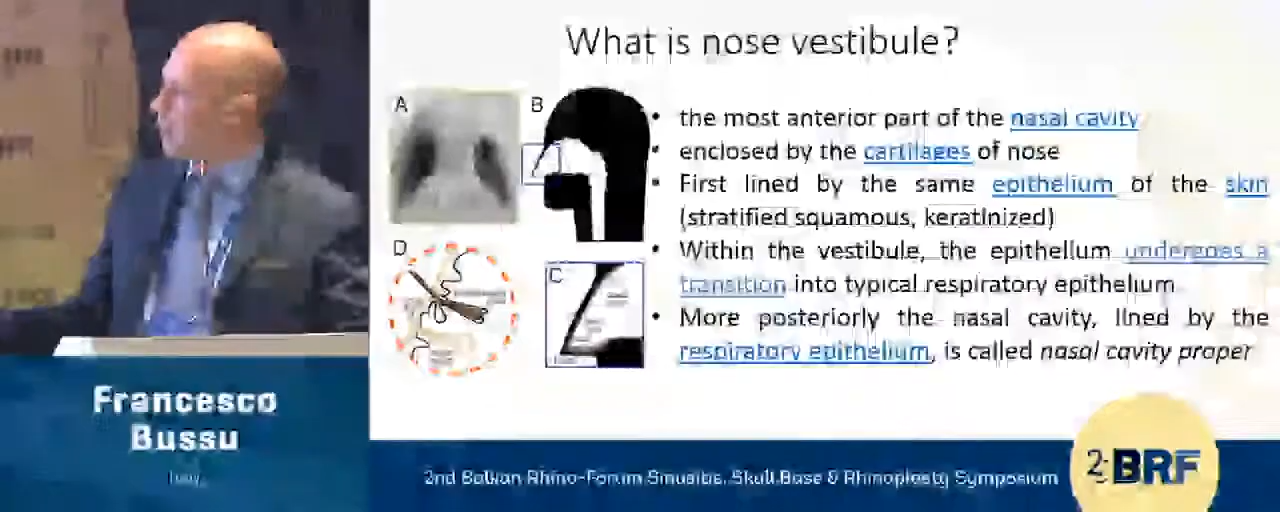 What is nose vestibule?
A
B
the most anterior part of the nasal cavity
enclosed by the cartilages of nose
First lined by the same epithelium of the skin
(stratified squamous, keratinized)
D
Within the vestibule, the epithelium undergoes a
C
transition into typical respiratory epithelium
More posteriorly the nasal cavity, lined by the
respiratory epithelium, is called nasal cavity proper
Francesco
Bussu
Italy
2nd Balkan Rhino-Forum Sinusitis, Skull Base & Rhinoplasty Symposium
2:BRF